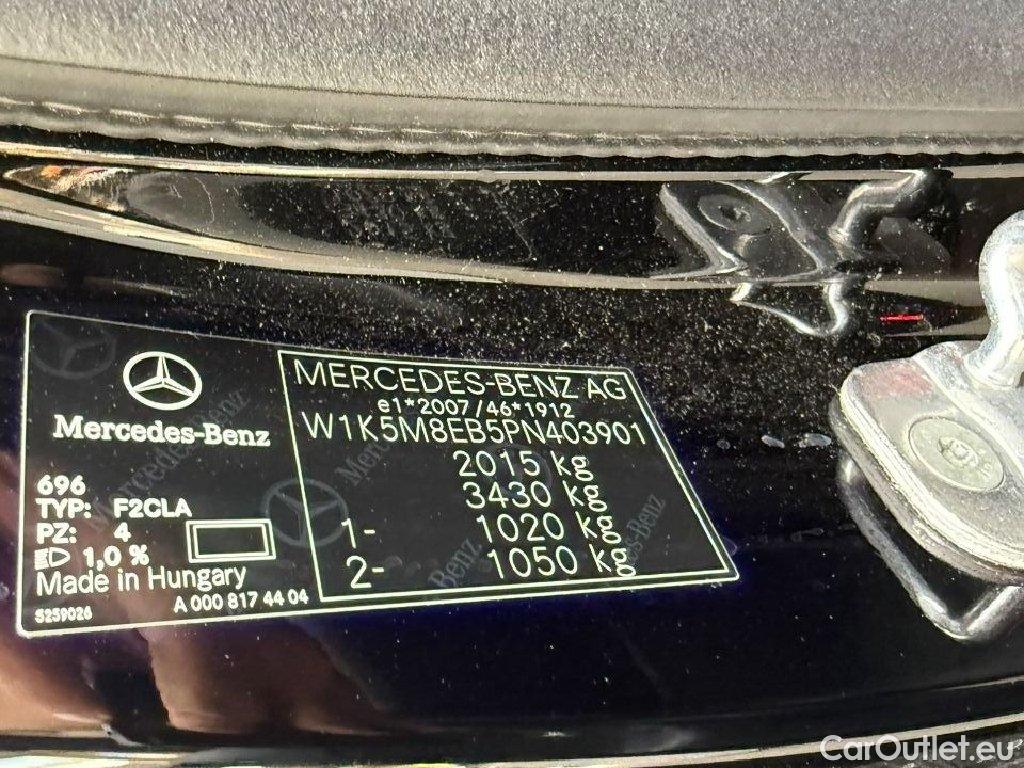 Mercedes-Benz
696
TYP: F2CLA
PZ: 4
1,0 %
Made in Hungary
S259026
A 000 817 44 04
MERCEDES-BENZ AG
e1*2007/46*1912
W1K5M8EB5PN403901
2015 kg
3430 kg
1- 1020 kg
2- 1050 kg
CarOutlet.eu